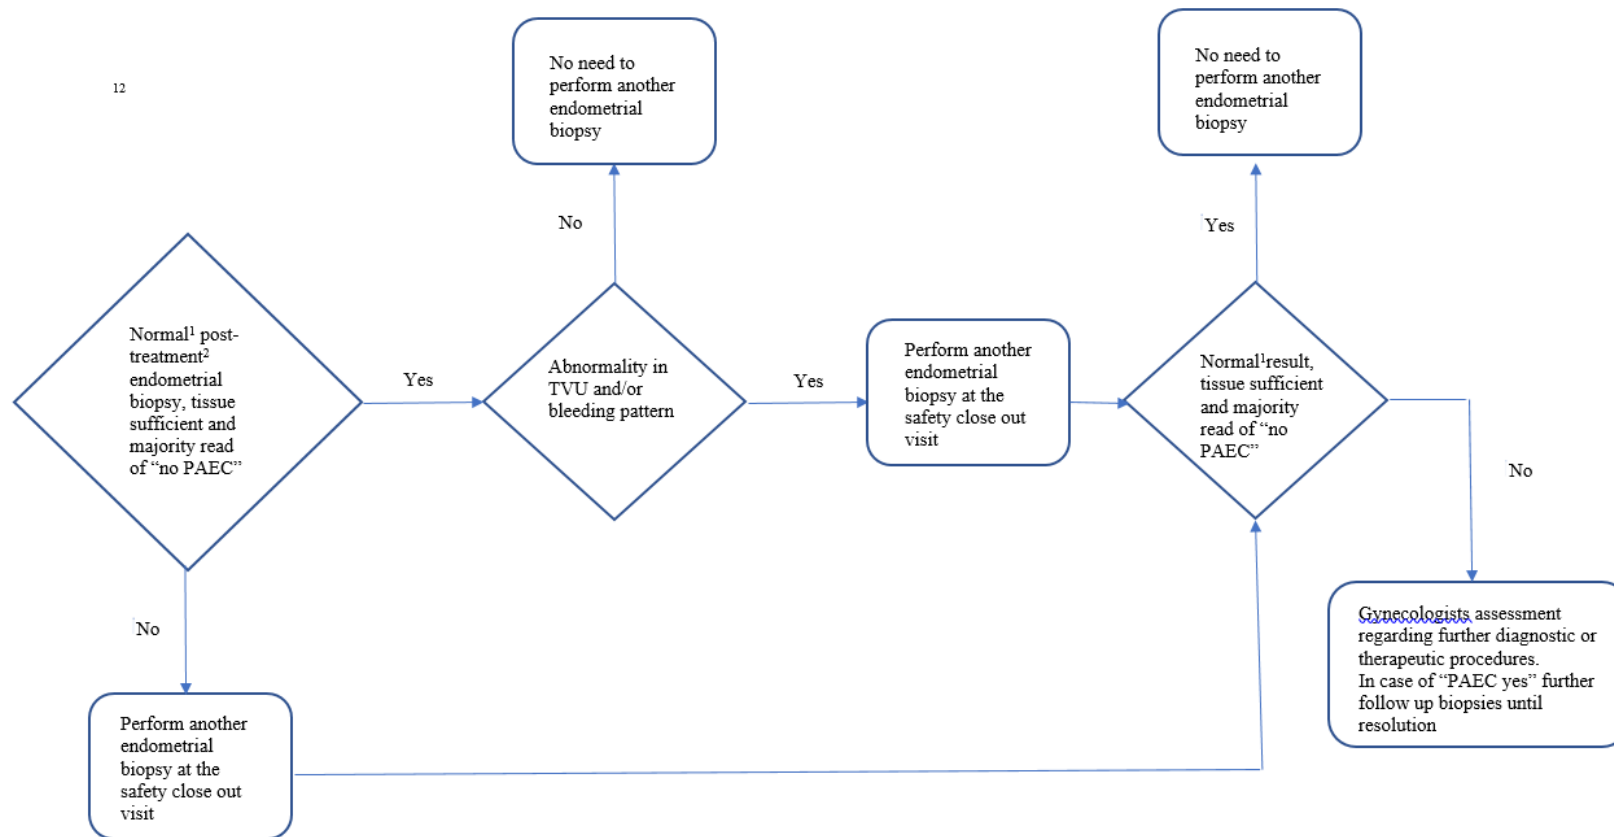 12
No need to
perform another
endometrial
biopsy
No need to
perform another
endometrial
biopsy
No
Yes
Normal¹ post-
treatment²
endometrial
biopsy, tissue
sufficient and
majority read
of “no PAEC”
Yes
Abnormality in
TVU and/or
bleeding pattern
Yes
Perform another
endometrial
biopsy at the
safety close out
visit
Normal¹result,
tissue sufficient
and majority
read of “no
PAEC”
No
No
Perform another
endometrial
biopsy at the
safety close out
visit
Gynecologists assessment
regarding further diagnostic or
therapeutic procedures.
In case of “PAEC yes” further
follow up biopsies until
resolution